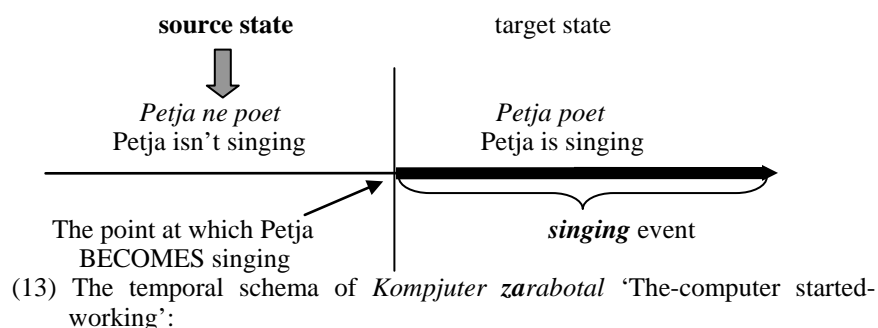 source state target state
Petja ne poet Petja poet
Petja isn't singing Petja is singing
The point at which Petja singing event
BECOMES singing
(13) The temporal schema of Kompjuter zarabotal 'The-computer started-
working':